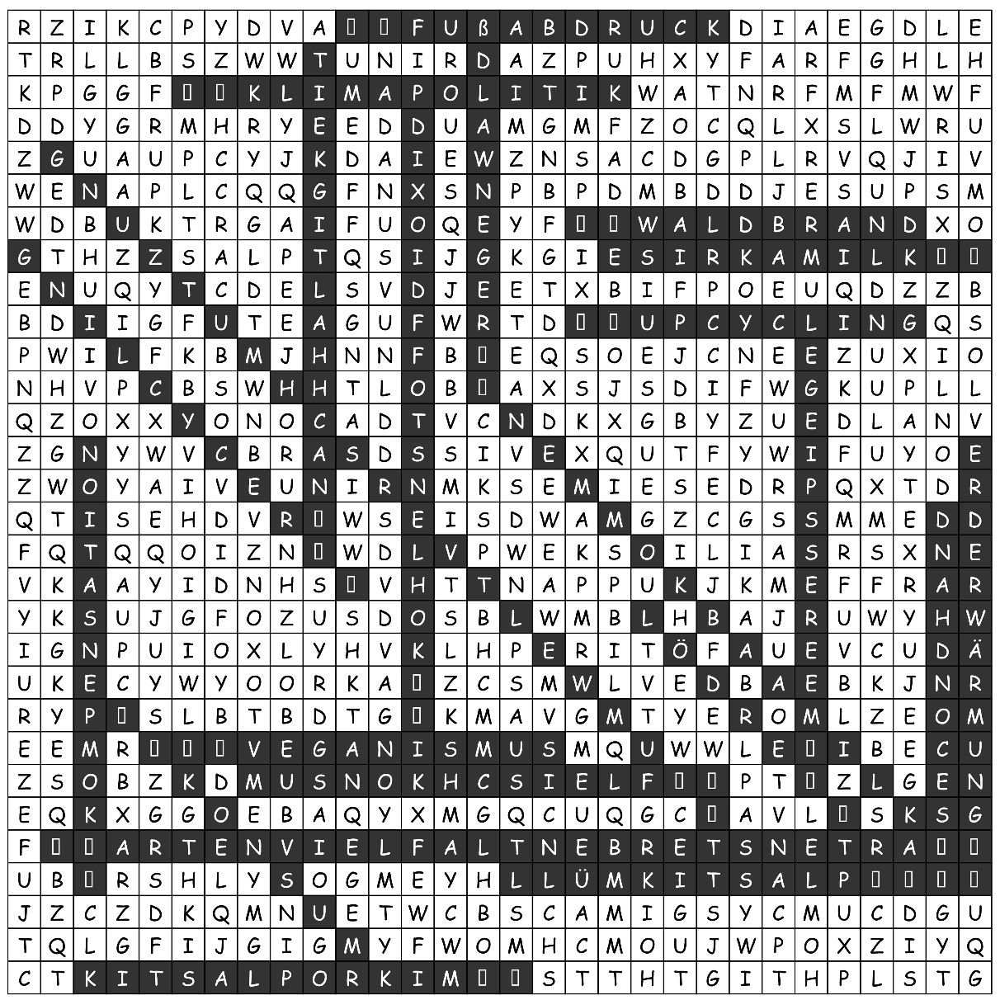 R Z I K C P Y D V A ▯ ▯ F U ß A B D R U C K D I A E G D L E
T R L L B S Z W W T U N I R D A Z P U H X Y F A R F G H L H
K P G G F ▯ ▯ K L I M A P O L I T I K W A T N R F M F M W F
D D Y G R M H R Y E E D D U A M G M F Z O C Q L X S L W R U
Z G U A U P C Y J K D A I E W Z N S A C D G P L R V Q J I V
W E N A P L C Q Q G F N X S N P B P D M B D D J E S U P S M
W D B U K T R G A I F U O Q E Y F ▯ ▯ W A L D B R A N D X O
G T H Z Z S A L P T Q S I J G K G I E S I R K A M I L K ▯ ▯
E N U Q Y T C D E L S V D J E E T X B I F P O E U Q D Z Z B
B D I I G F U T E A G U F W R T D ▯ ▯ U P C Y C L I N G Q S
P W I L F K B M J H N N F B ▯ E Q S O E J C N E E Z U X I O
N H V P C B S W H H T L O B ▯ A X S J S D I F W G K U P L L
Q Z O X X Y O N O C A D T V C N D K X G B Y Z U E D L A N V
Z G N Y W V C B R A S D S S I V E X Q U T F Y W I F U Y O E
Z W O Y A I V E U N I R N M K S E M I E S E D R P Q X T D R
Q T I S E H D V R ▯ W S E I S D W A M G Z C G S S M M E D D
F Q T Q Q O I Z N ▯ W D L V P W E K S O I L I A S R S X N E
V K A A Y I D N H S ▯ V H T T N A P P U K J K M E F F R A R
Y K S U J G F O Z U S D O S B L W M B L H B A J R U W Y H W
I G N P U I O X L Y H V K L H P E R I T Ö F A U E V C U D Ä
U K E C Y W Y O O R K A ▯ Z C S M W L V E D B A E B K J N R
R Y P ▯ S L B T B D T G ▯ K M A V G M T Y E R O M L Z E O M
E E M R ▯ ▯ ▯ V E G A N I S M U S M Q U W W L E ▯ I B E C U
Z S O B Z K D M U S N O K H C S I E L F ▯ ▯ P T ▯ Z L G E N
E Q K X G G O E B A Q Y X M G Q C U Q G C ▯ A V L ▯ S K S G
F ▯ ▯ A R T E N V I E L F A L T N E B R E T S N E T R A ▯ ▯
U B ▯ R S H L Y S O G M E Y H L L Ü M K I T S A L P ▯ ▯ ▯ ▯
J Z C Z D K Q M N U E T W C B S C A M I G S Y C M U C D G U
T Q L G F I J G I G M Y F W O M H C M O U J W P O X Z I Y Q
C T K I T S A L P O R K I M ▯ ▯ S T T H T G I T H P L S T G